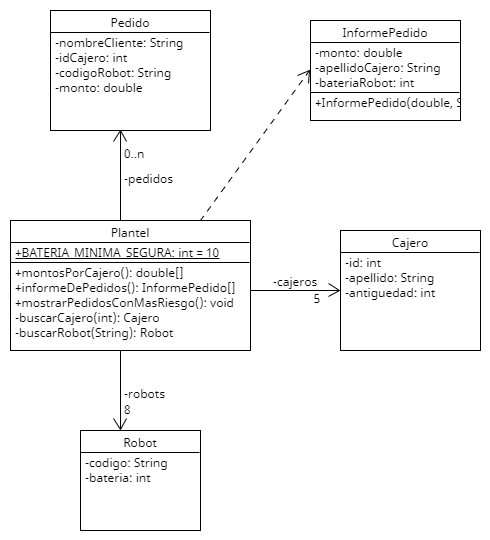 Pedido
-nombreCliente: String
-idCajero: int
-codigoRobot: String
-monto: double
InformePedido
-monto: double
-apellidoCajero: String
-bateriaRobot: int
+InformePedido(double, S
0..n
-pedidos
Plantel
+BATERIA_MINIMA_SEGURA: int = 10
+montosPorCajero(): double[]
+informeDePedidos(): InformePedido[]
+mostrarPedidosConMasRiesgo(): void
-buscarCajero(int): Cajero
-buscarRobot(String): Robot
-cajeros
5
Cajero
-id: int
-apellido: String
-antiguedad: int
-robots
8
Robot
-codigo: String
-bateria: int